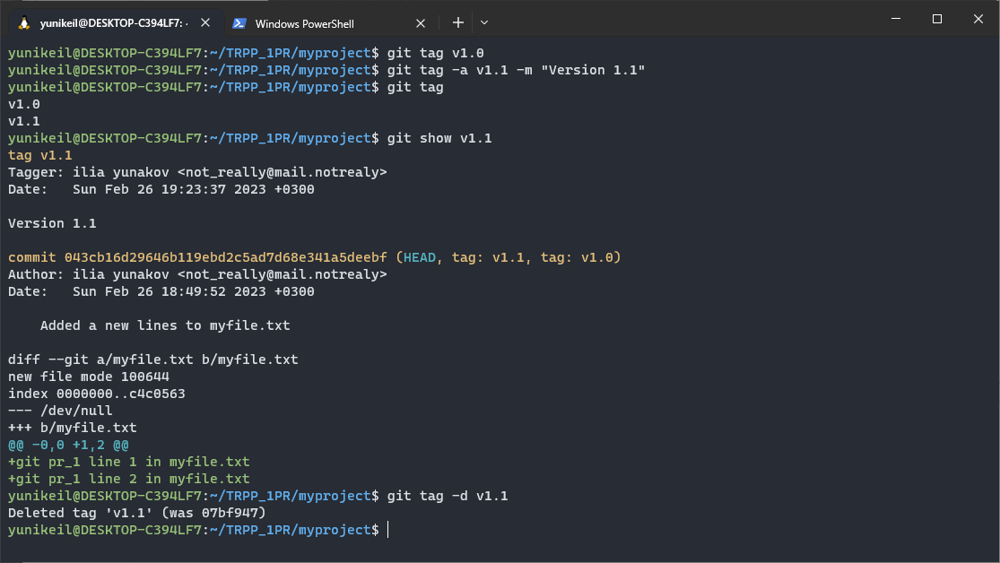 yunikeil@DESKTOP-C394LF7: · Windows PowerShell
yunikeil@DESKTOP-C394LF7:~/TRPP_1PR/myproject$ git tag v1.0
yunikeil@DESKTOP-C394LF7:~/TRPP_1PR/myproject$ git tag -a v1.1 -m "Version 1.1"
yunikeil@DESKTOP-C394LF7:~/TRPP_1PR/myproject$ git tag
v1.0
v1.1
yunikeil@DESKTOP-C394LF7:~/TRPP_1PR/myproject$ git show v1.1
tag v1.1
Tagger: ilia yunakov <not_really@mail.notrealy>
Date:   Sun Feb 26 19:23:37 2023 +0300
Version 1.1
commit 043cb16d29646b119ebd2c5ad7d68e341a5deebf (HEAD, tag: v1.1, tag: v1.0)
Author: ilia yunakov <not_really@mail.notrealy>
Date:   Sun Feb 26 18:49:52 2023 +0300
    Added a new lines to myfile.txt
diff --git a/myfile.txt b/myfile.txt
new file mode 100644
index 0000000..c4c0563
--- /dev/null
+++ b/myfile.txt
@@ -0,0 +1,2 @@
+git pr_1 line 1 in myfile.txt
+git pr_1 line 2 in myfile.txt
yunikeil@DESKTOP-C394LF7:~/TRPP_1PR/myproject$ git tag -d v1.1
Deleted tag 'v1.1' (was 07bf947)
yunikeil@DESKTOP-C394LF7:~/TRPP_1PR/myproject$